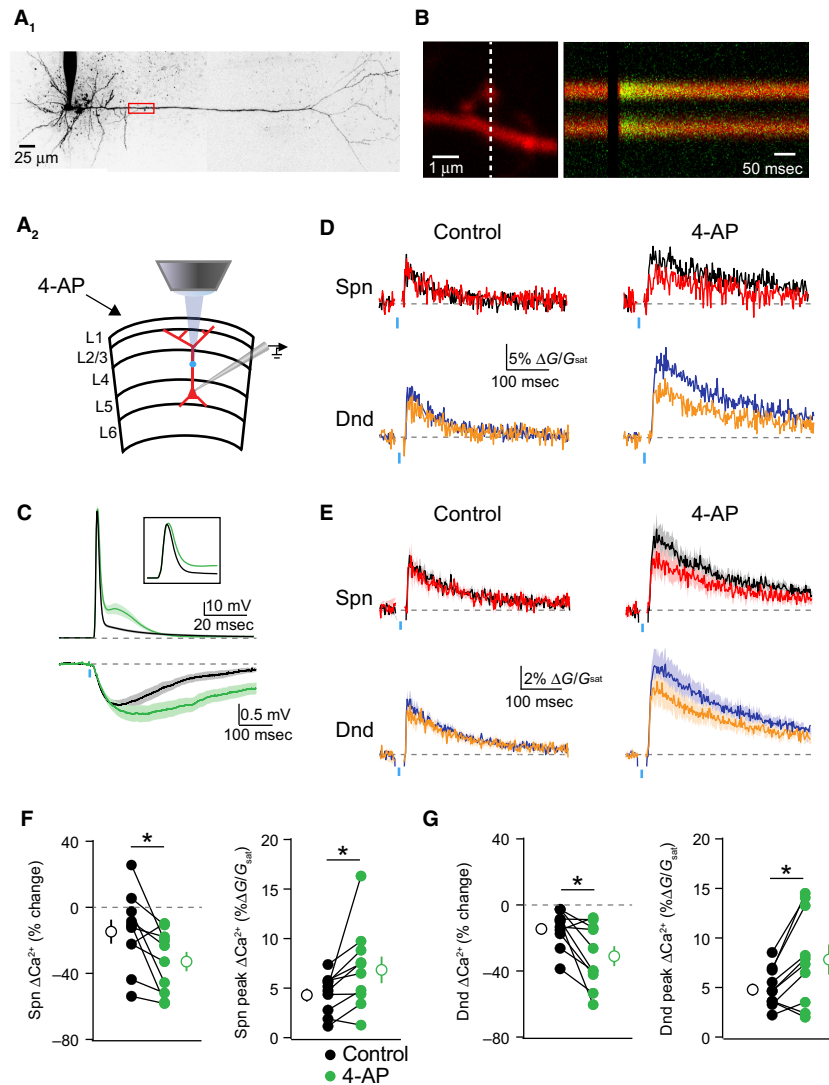 A1
25 μm
B
1 μm
50 msec
A2
4-AP
L1
L2/3
L4
L5
L6
C
10 mV
20 msec
0.5 mV
100 msec
D
Control
4-AP
Spn
5% ΔG/Gsat
100 msec
Dnd
E
Control
4-AP
Spn
2% ΔG/Gsat
100 msec
Dnd
F
Spn ΔCa2+ (% change)
40
0
−40
−80
*
Spn peak ΔCa2+ (%ΔG/Gsat)
20
15
10
5
0
*
Control
4-AP
G
Dnd ΔCa2+ (% change)
40
0
−40
−80
*
Dnd peak ΔCa2+ (%ΔG/Gsat)
20
15
10
5
0
*